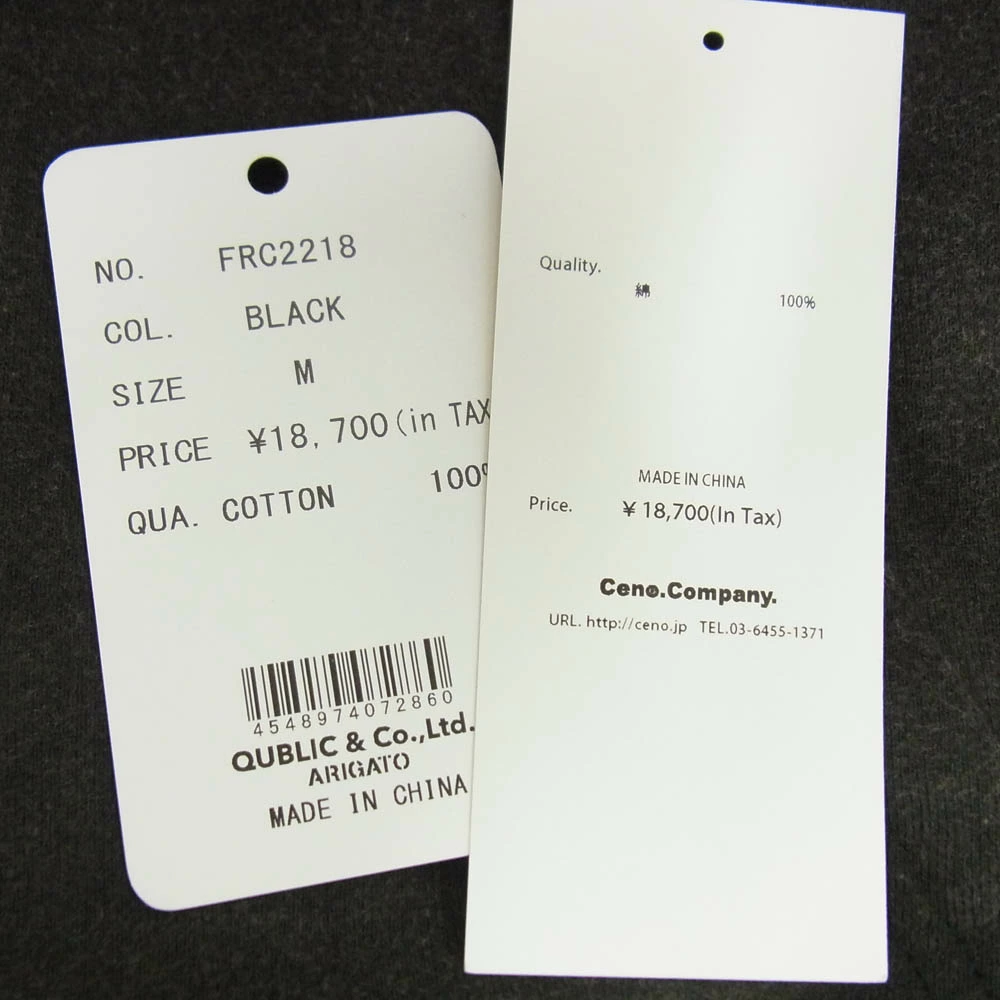 NO. FRC2218
COL. BLACK
SIZE M
PRICE ¥18,700(in TAX
QUA. COTTON 100%
4548974072860
QUBLIC & Co.,Ltd.
ARIGATO
MADE IN CHINA
Quality.
綿 100%
MADE IN CHINA
Price. ¥ 18,700(In Tax)
Ceno.Company.
URL. http://ceno.jp TEL.03-6455-1371